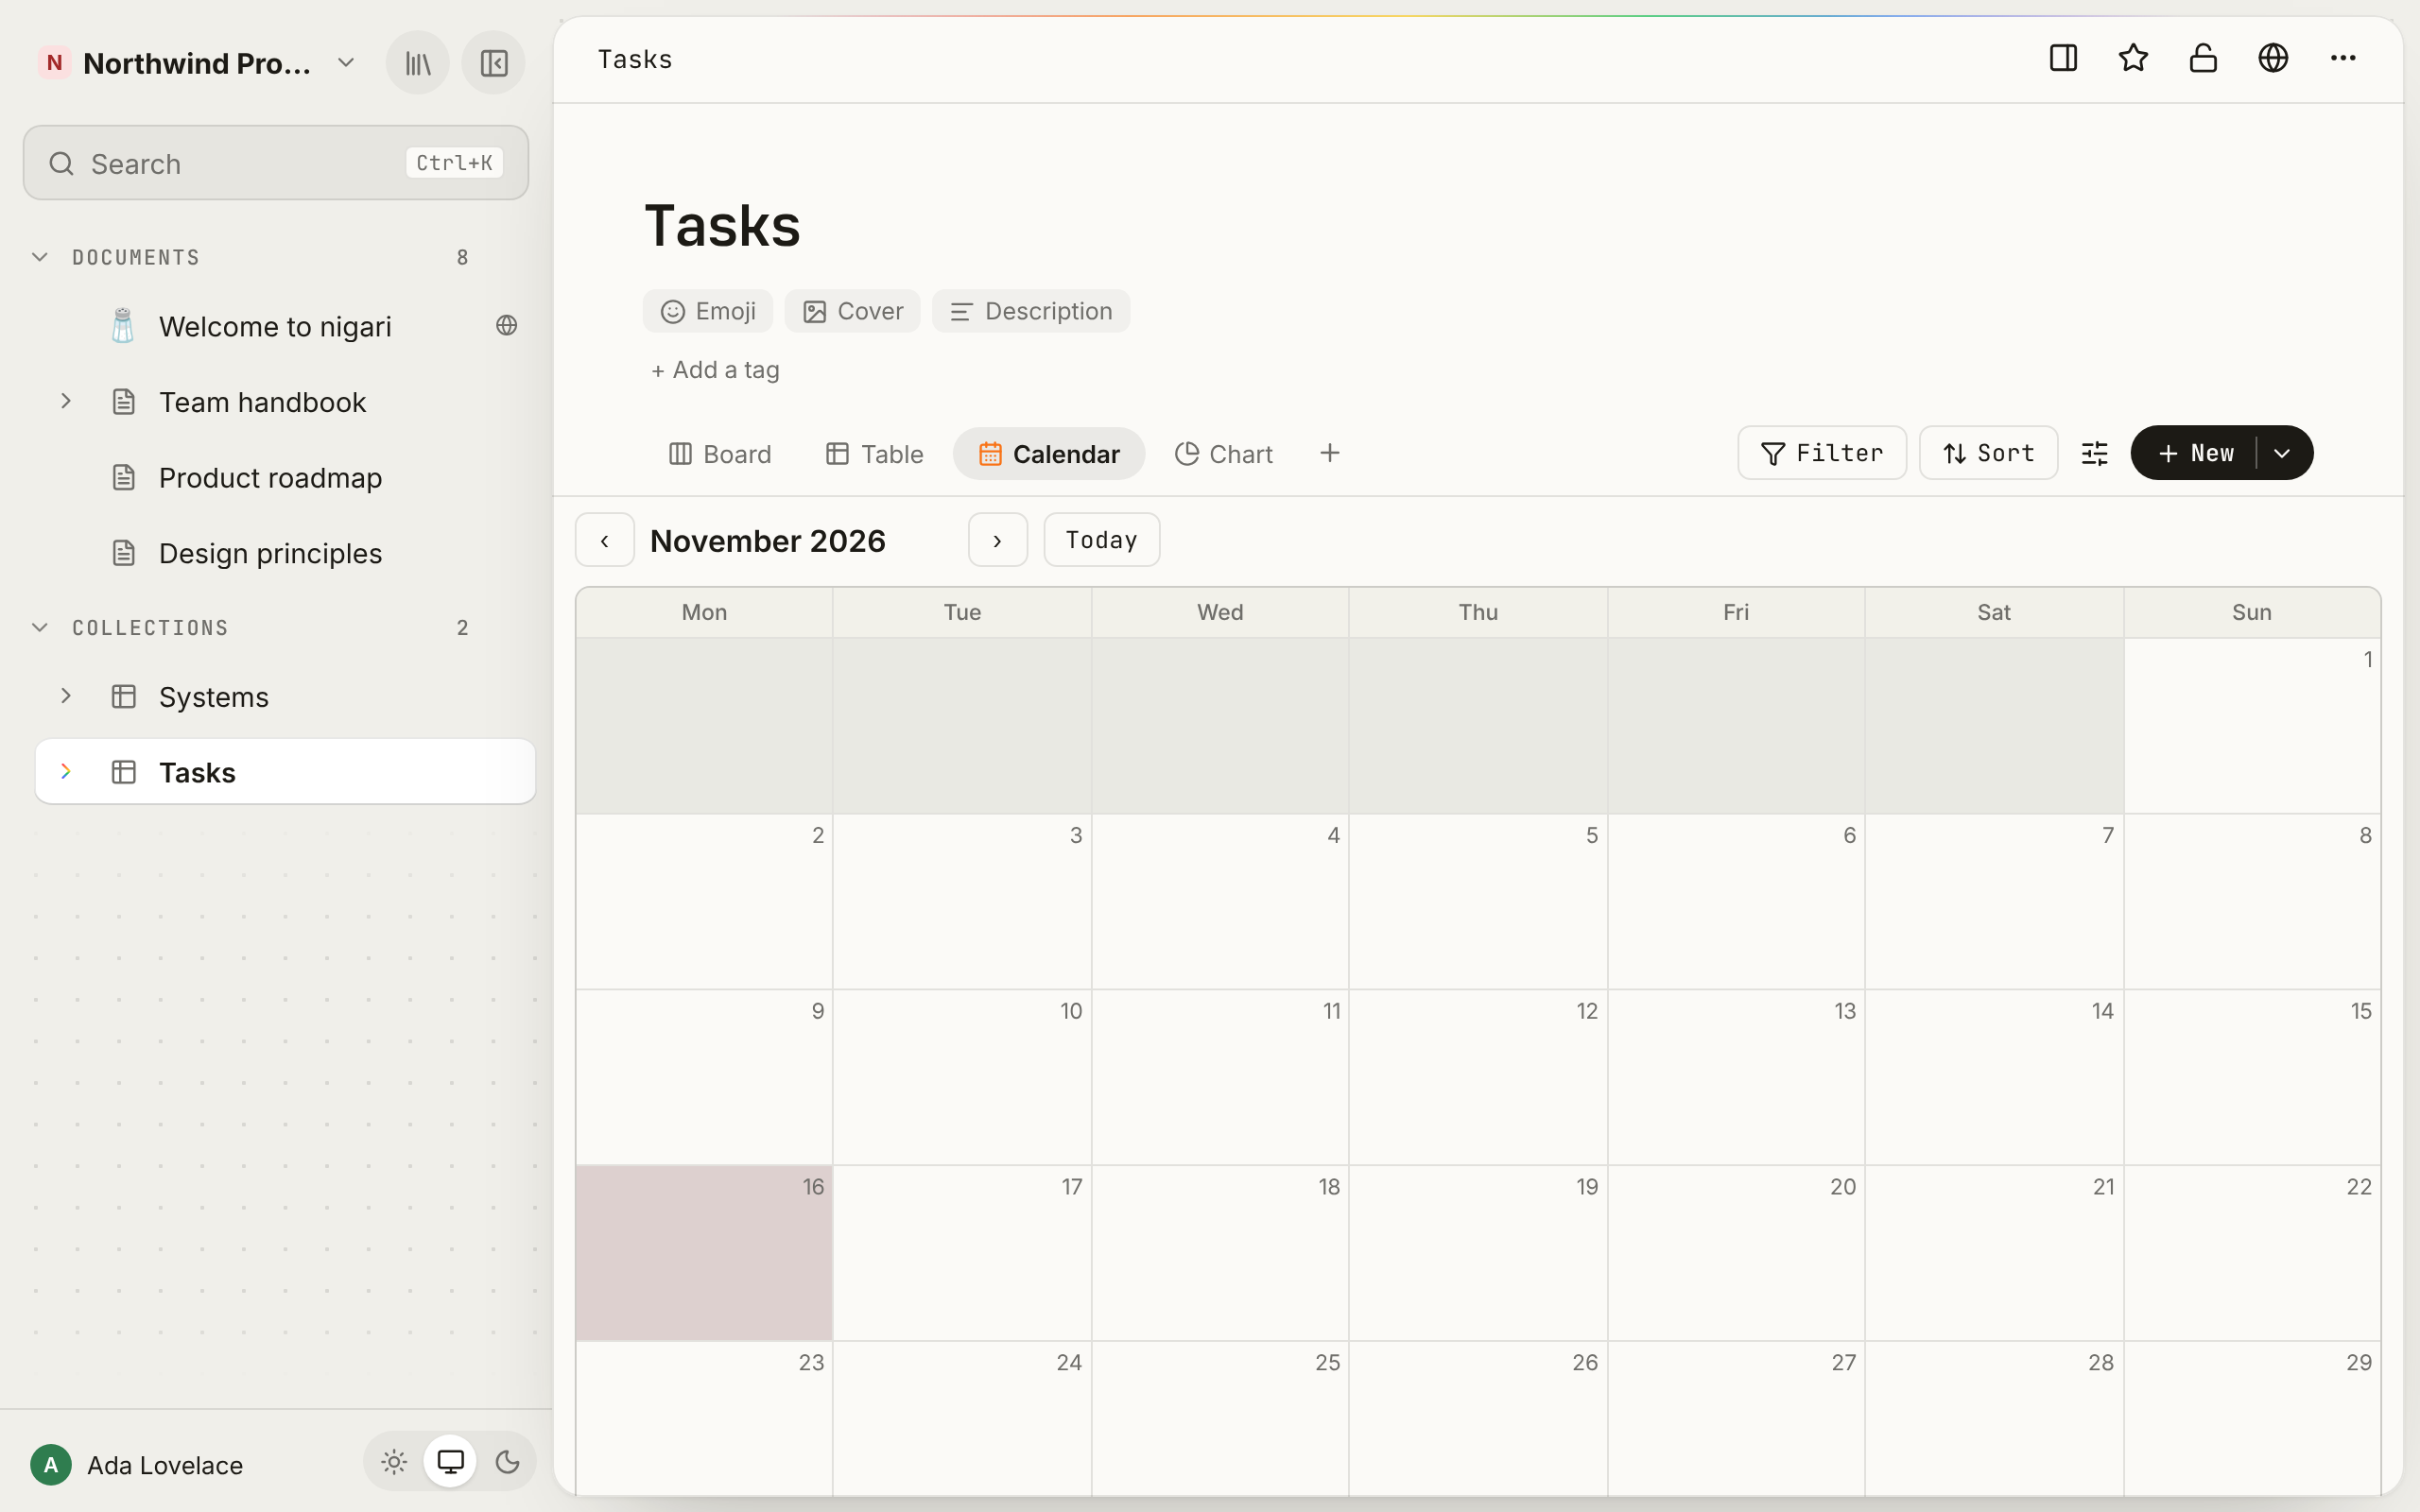 N Northwind Pro...
Search Ctrl+K
DOCUMENTS 8
Welcome to nigari
Team handbook
Product roadmap
Design principles
COLLECTIONS 2
Systems
Tasks
A Ada Lovelace
Tasks
Tasks
Emoji Cover Description
+ Add a tag
Board Table Calendar Chart + Filter Sort + New
‹ November 2026 › Today
Mon Tue Wed Thu Fri Sat Sun
1
2 3 4 5 6 7 8
9 10 11 12 13 14 15
16 17 18 19 20 21 22
23 24 25 26 27 28 29